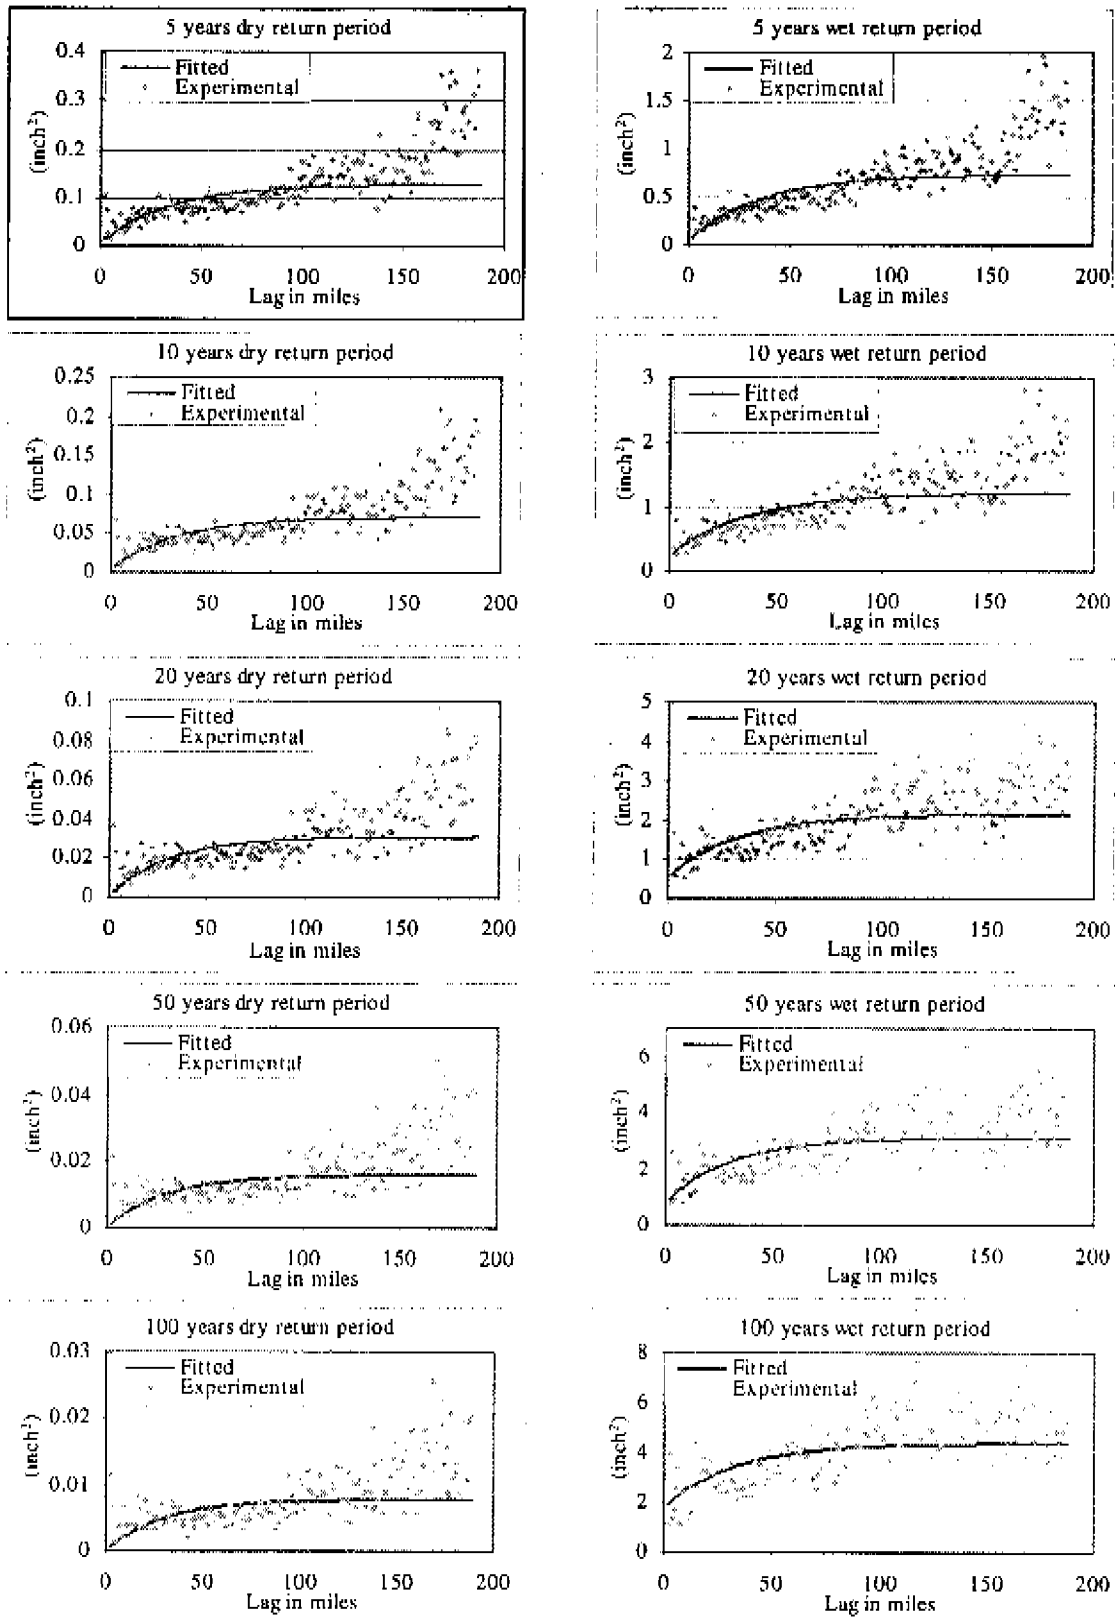 5 years dry return period
0.4
0.3
0.2
0.1
0
(inch²)
Fitted
Experimental
0 50 100 150 200
Lag in miles
5 years wet return period
2
1.5
1
0.5
0
(inch²)
Fitted
Experimental
0 50 100 150 200
Lag in miles
10 years dry return period
0.25
0.2
0.15
0.1
0.05
0
(inch²)
Fitted
Experimental
0 50 100 150 200
Lag in miles
10 years wet return period
3
2
1
0
(inch²)
Fitted
Experimental
0 50 100 150 200
Lag in miles
20 years dry return period
0.1
0.08
0.06
0.04
0.02
0
(inch²)
Fitted
Experimental
0 50 100 150 200
Lag in miles
20 years wet return period
5
4
3
2
1
0
(inch²)
Fitted
Experimental
0 50 100 150 200
Lag in miles
50 years dry return period
0.06
0.04
0.02
0
(inch²)
Fitted
Experimental
0 50 100 150 200
Lag in miles
50 years wet return period
6
4
2
0
(inch²)
Fitted
Experimental
0 50 100 150 200
Lag in miles
100 years dry return period
0.03
0.02
0.01
0
(inch²)
Fitted
Experimental
0 50 100 150 200
Lag in miles
100 years wet return period
8
6
4
2
0
(inch²)
Fitted
Experimental
0 50 100 150 200
Lag in miles